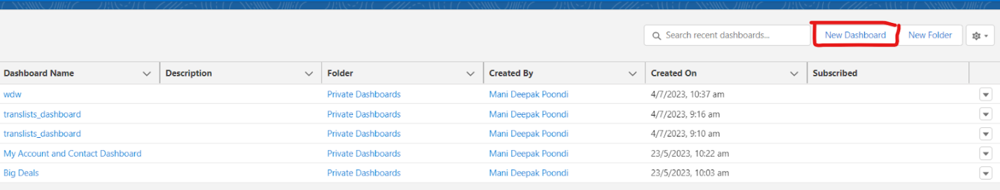 Search recent dashboards... New Dashboard New Folder
Dashboard Name Description Folder Created By Created On Subscribed
wdw Private Dashboards Mani Deepak Poondi 4/7/2023, 10:37 am
translists_dashboard Private Dashboards Mani Deepak Poondi 4/7/2023, 9:16 am
translists_dashboard Private Dashboards Mani Deepak Poondi 4/7/2023, 9:10 am
My Account and Contact Dashboard Private Dashboards Mani Deepak Poondi 23/5/2023, 10:22 am
Big Deals Private Dashboards Mani Deepak Poondi 23/5/2023, 10:03 am